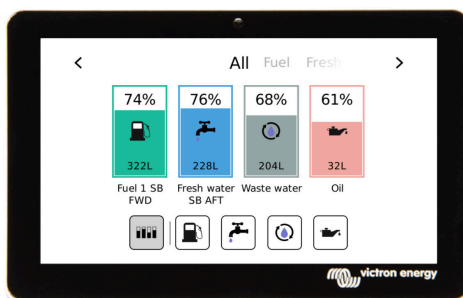 All Fuel Fresh
74% 76% 68% 61%
322L 228L 204L 32L
Fuel 1 SB Fresh water Waste water Oil
FWD SB AFT
victron energy